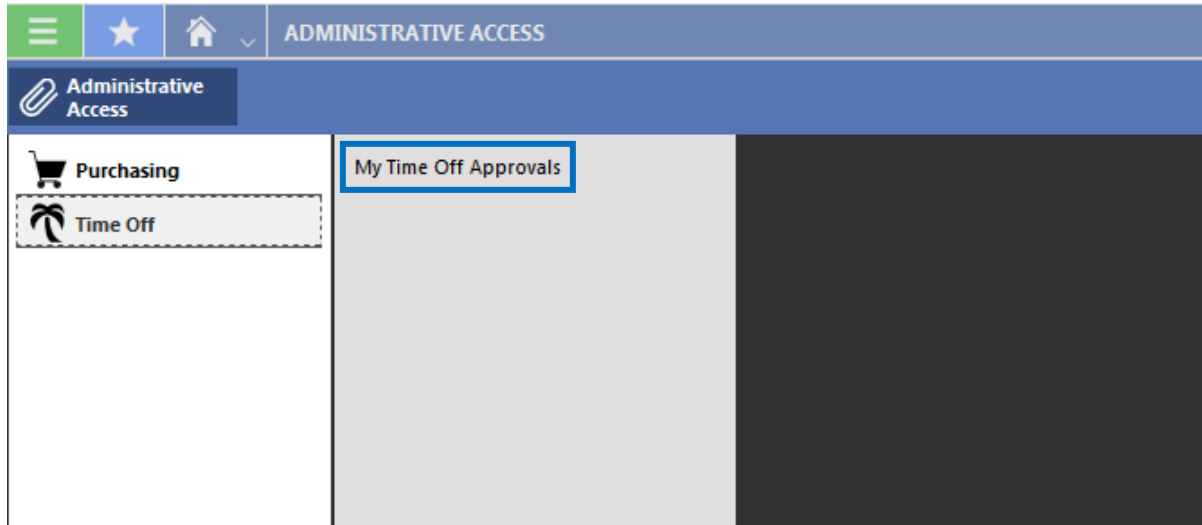 ADMINISTRATIVE ACCESS
Administrative
Access
Purchasing
My Time Off Approvals
Time Off